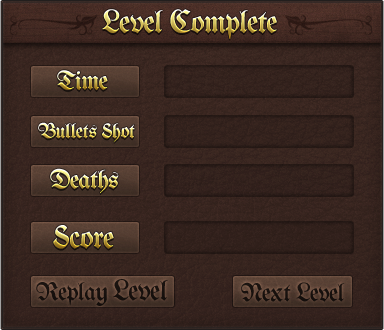 Level Complete
Time
Bullets Shot
Deaths
Score
Replay Level
Next Level